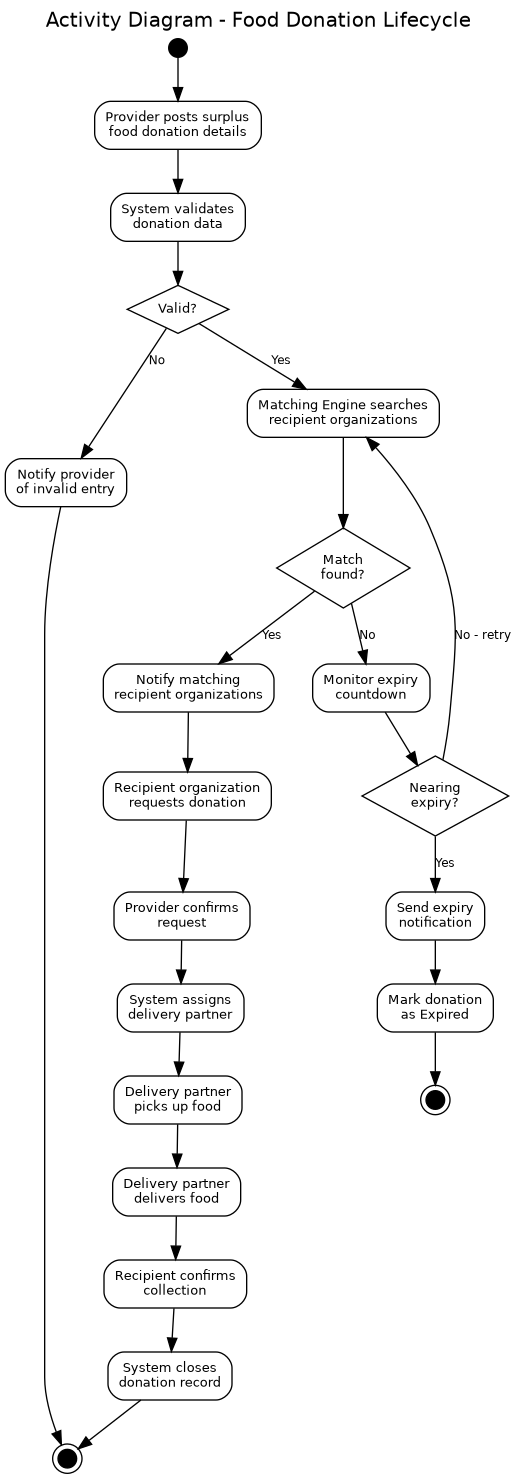 Activity Diagram - Food Donation Lifecycle
Provider posts surplus
food donation details
System validates
donation data
Valid?
No
Yes
Matching Engine searches
recipient organizations
Notify provider
of invalid entry
Match
found?
Yes
No
No - retry
Notify matching
recipient organizations
Monitor expiry
countdown
Recipient organization
requests donation
Nearing
expiry?
Yes
Provider confirms
request
Send expiry
notification
System assigns
delivery partner
Mark donation
as Expired
Delivery partner
picks up food
Delivery partner
delivers food
Recipient confirms
collection
System closes
donation record